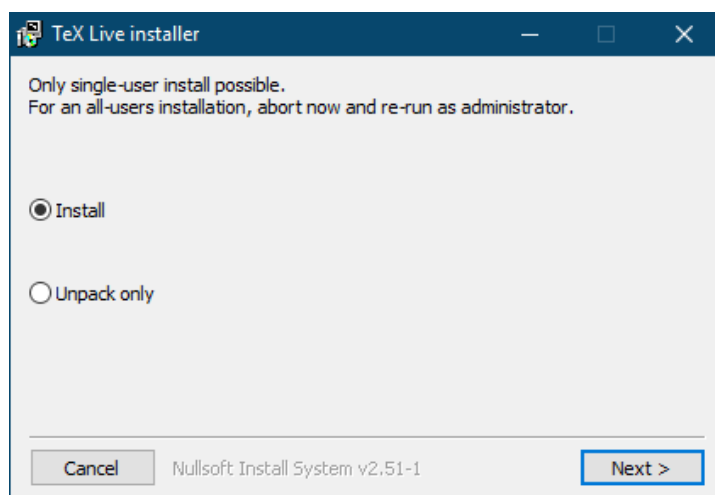 TeX Live installer
Only single-user install possible.
For an all-users installation, abort now and re-run as administrator.
Install
Unpack only
Cancel
Nullsoft Install System v2.51-1
Next >